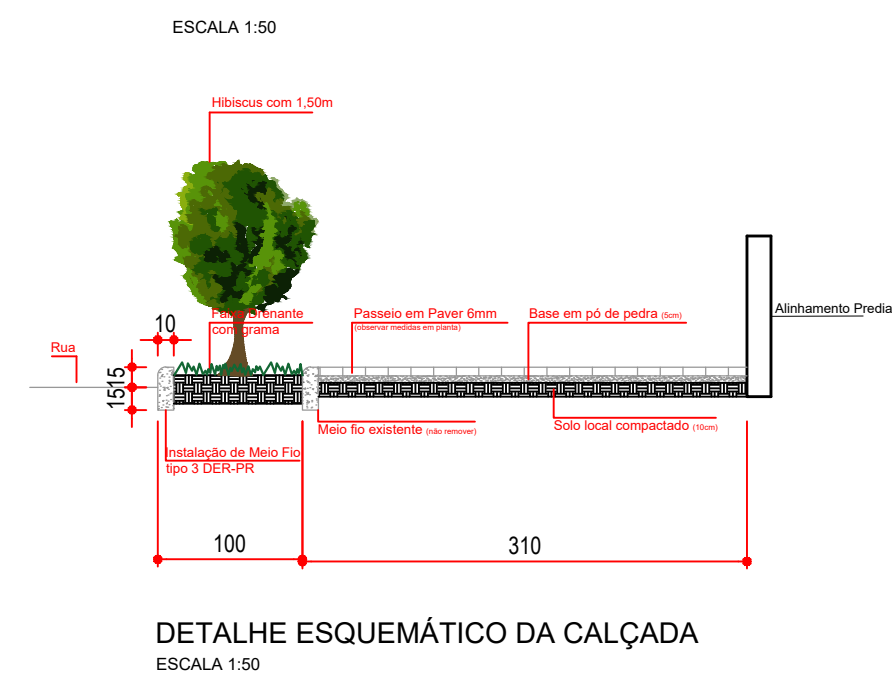 ESCALA 1:50
Hibiscus com 1,50m
Faixa Drenante
com grama
10
Passeio em Paver 6mm
(observar medidas em planta)
Base em pó de pedra (5cm)
Alinhamento Predia
Rua
15
15
Meio fio existente (não remover)
Solo local compactado (10cm)
Instalação de Meio Fio
tipo 3 DER-PR
100
310
DETALHE ESQUEMÁTICO DA CALÇADA
ESCALA 1:50